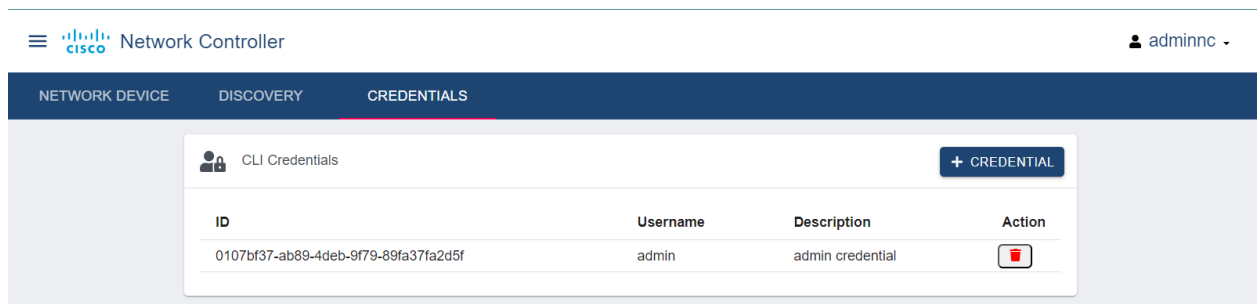 cisco Network Controller adminnc
NETWORK DEVICE DISCOVERY CREDENTIALS
CLI Credentials + CREDENTIAL
ID Username Description Action
0107bf37-ab89-4deb-9f79-89fa37fa2d5f admin admin credential